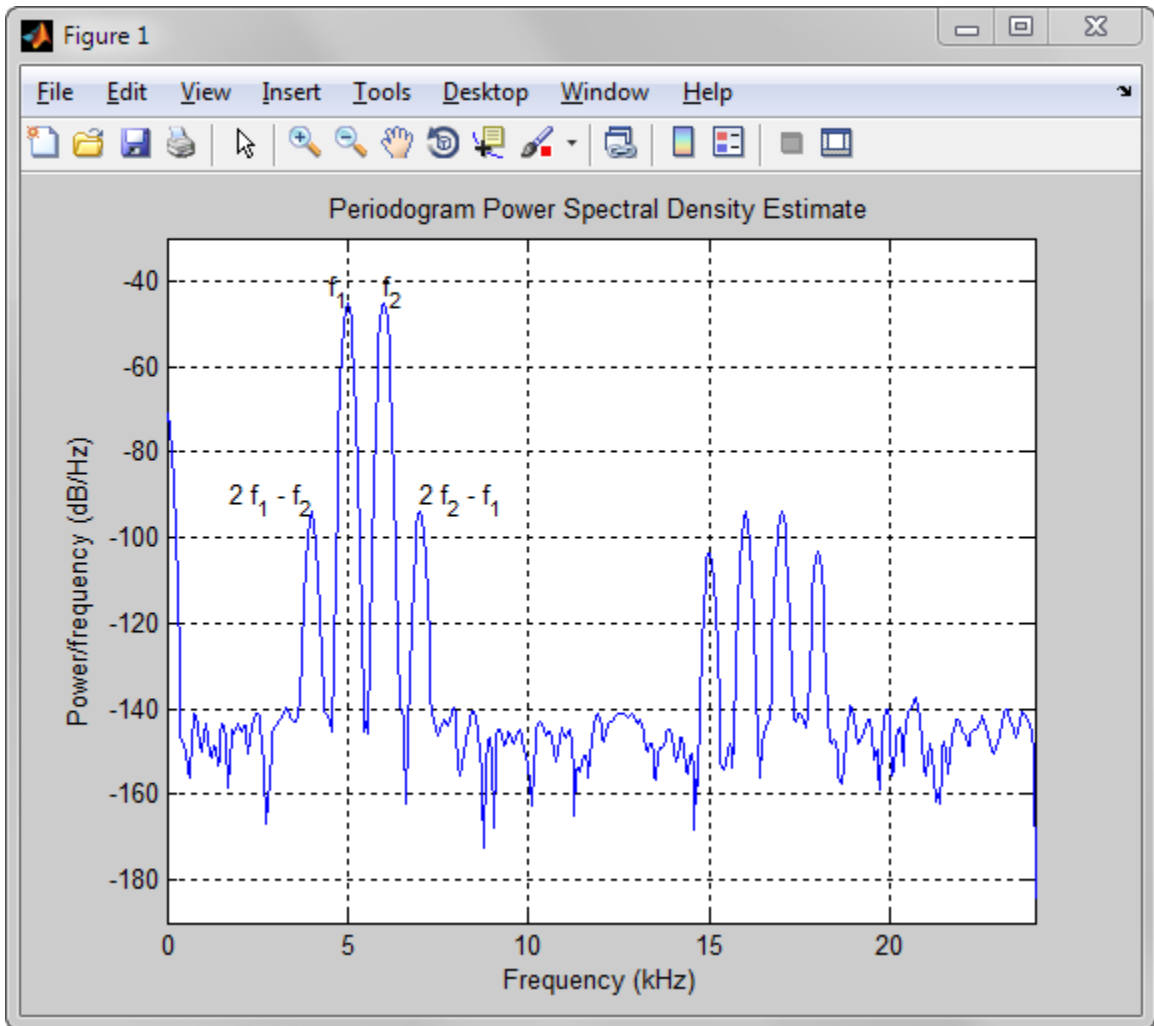 Figure 1
File Edit View Insert Tools Desktop Window Help
Periodogram Power Spectral Density Estimate
-40
-60
-80
-100
-120
-140
-160
-180
f₁
f₂
2 f₁ - f₂
2 f₂ - f₁
Power/frequency (dB/Hz)
0 5 10 15 20
Frequency (kHz)